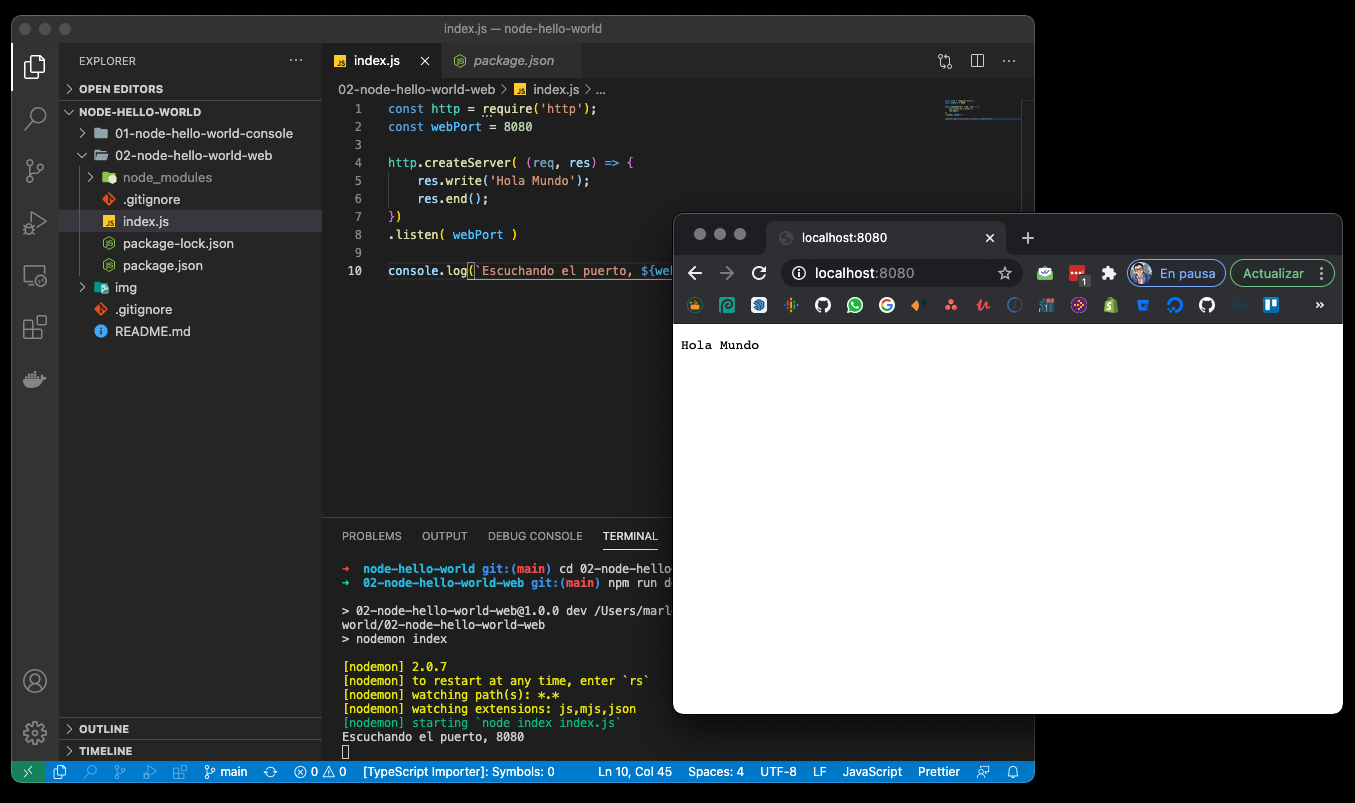 index.js — node-hello-world
EXPLORER
OPEN EDITORS
NODE-HELLO-WORLD
01-node-hello-world-console
02-node-hello-world-web
node_modules
.gitignore
index.js
package-lock.json
package.json
img
.gitignore
README.md
OUTLINE
TIMELINE
index.js
package.json
02-node-hello-world-web > index.js > ...
1 const http = require('http');
2 const webPort = 8080
3
4 http.createServer( (req, res) => {
5 res.write('Hola Mundo');
6 res.end();
7 })
8 .listen( webPort )
9
10 console.log(`Escuchando el puerto, ${we
PROBLEMS OUTPUT DEBUG CONSOLE TERMINAL
➜ node-hello-world git:(main) cd 02-node-hello
➜ 02-node-hello-world-web git:(main) npm run d
> 02-node-hello-world-web@1.0.0 dev /Users/marl
world/02-node-hello-world-web
> nodemon index
[nodemon] 2.0.7
[nodemon] to restart at any time, enter `rs`
[nodemon] watching path(s): *.*
[nodemon] watching extensions: js,mjs,json
[nodemon] starting `node index index.js`
Escuchando el puerto, 8080
main 0 0 [TypeScript Importer]: Symbols: 0 Ln 10, Col 45 Spaces: 4 UTF-8 LF JavaScript Prettier
localhost:8080
localhost:8080 1 En pausa Actualizar
Hola Mundo